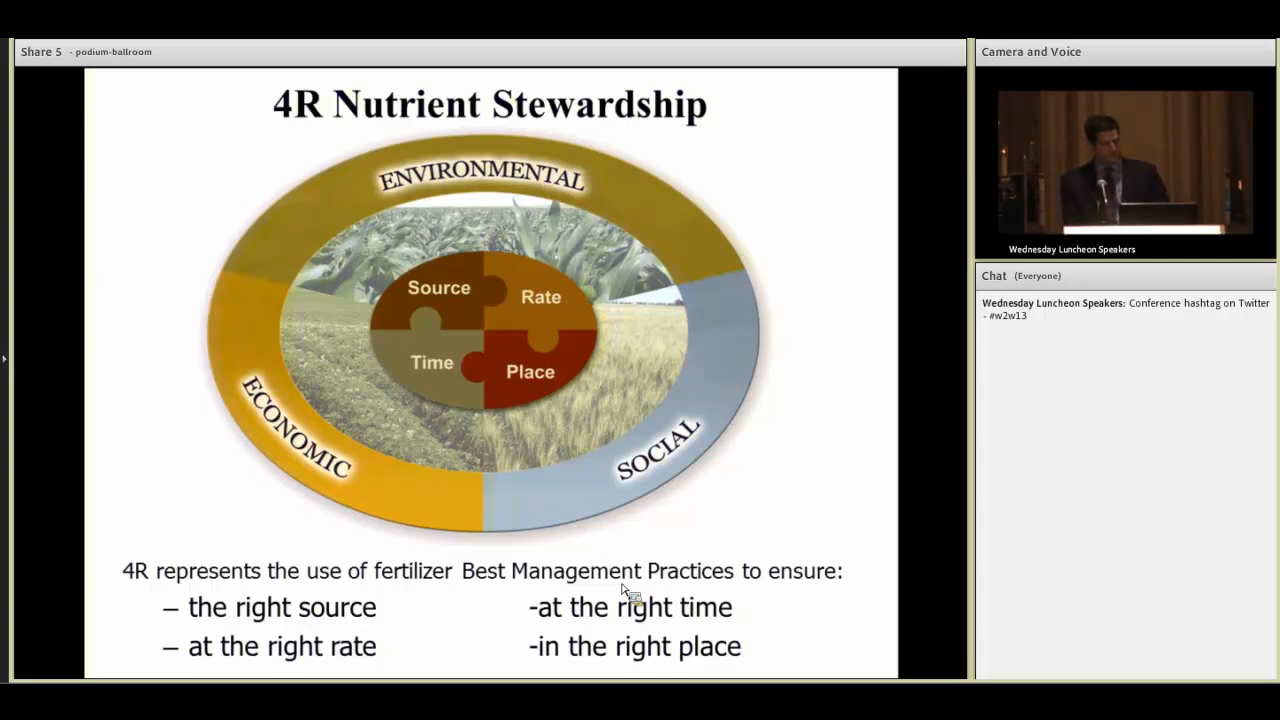 Share 5 - podium-ballroom
4R Nutrient Stewardship
ENVIRONMENTAL
Source
Rate
Time
Place
ECONOMIC
SOCIAL
4R represents the use of fertilizer Best Management Practices to ensure:
– the right source
-at the right time
– at the right rate
-in the right place
Camera and Voice
Wednesday Luncheon Speakers
Chat (Everyone)
Wednesday Luncheon Speakers: Conference hashtag on Twitter
- #w2w13